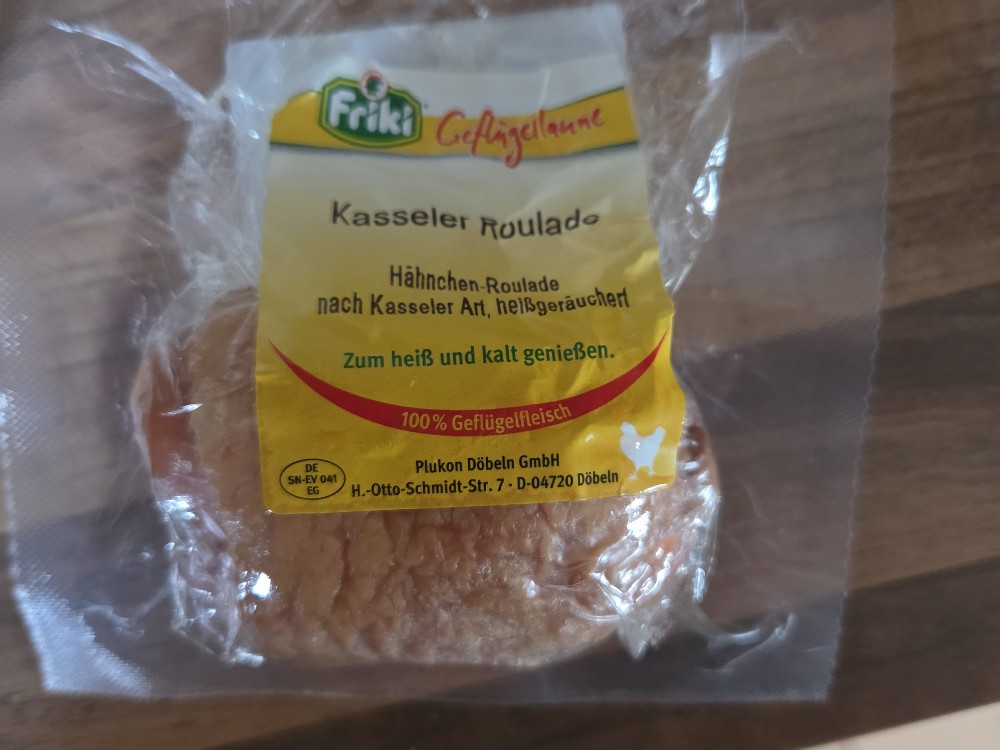 Friki Geflügellaune
Kasseler Roulade
Hähnchen-Roulade
nach Kasseler Art, heißgeräuchert
Zum heiß und kalt genießen.
100% Geflügelfleisch
DE
SN-EV 041
EG
Plukon Döbeln GmbH
H.-Otto-Schmidt-Str. 7 · D-04720 Döbeln